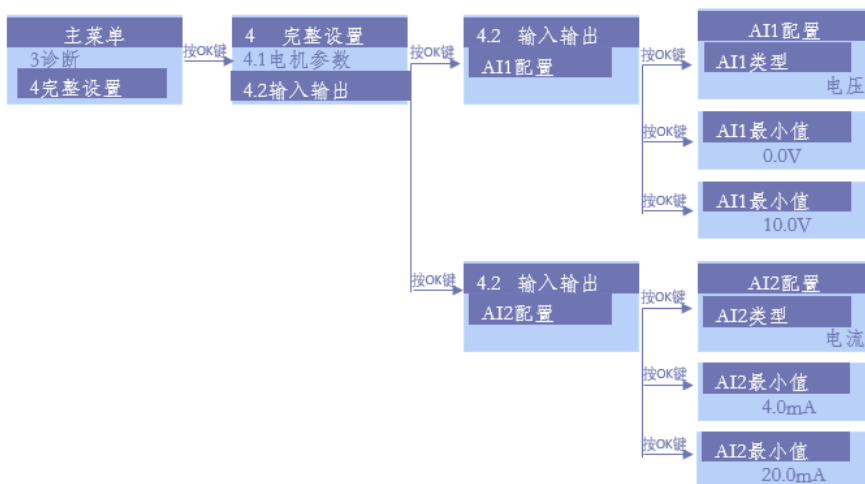 主菜单
3诊断
4完整设置
按OK键
4 完整设置
4.1电机参数
4.2输入输出
按OK键
4.2 输入输出
AI1配置
按OK键
AI1配置
AI1类型
电压
按OK键
AI1最小值
0.0V
按OK键
AI1最小值
10.0V
按OK键
4.2 输入输出
AI2配置
按OK键
AI2配置
AI2类型
电流
按OK键
AI2最小值
4.0mA
按OK键
AI2最小值
20.0mA